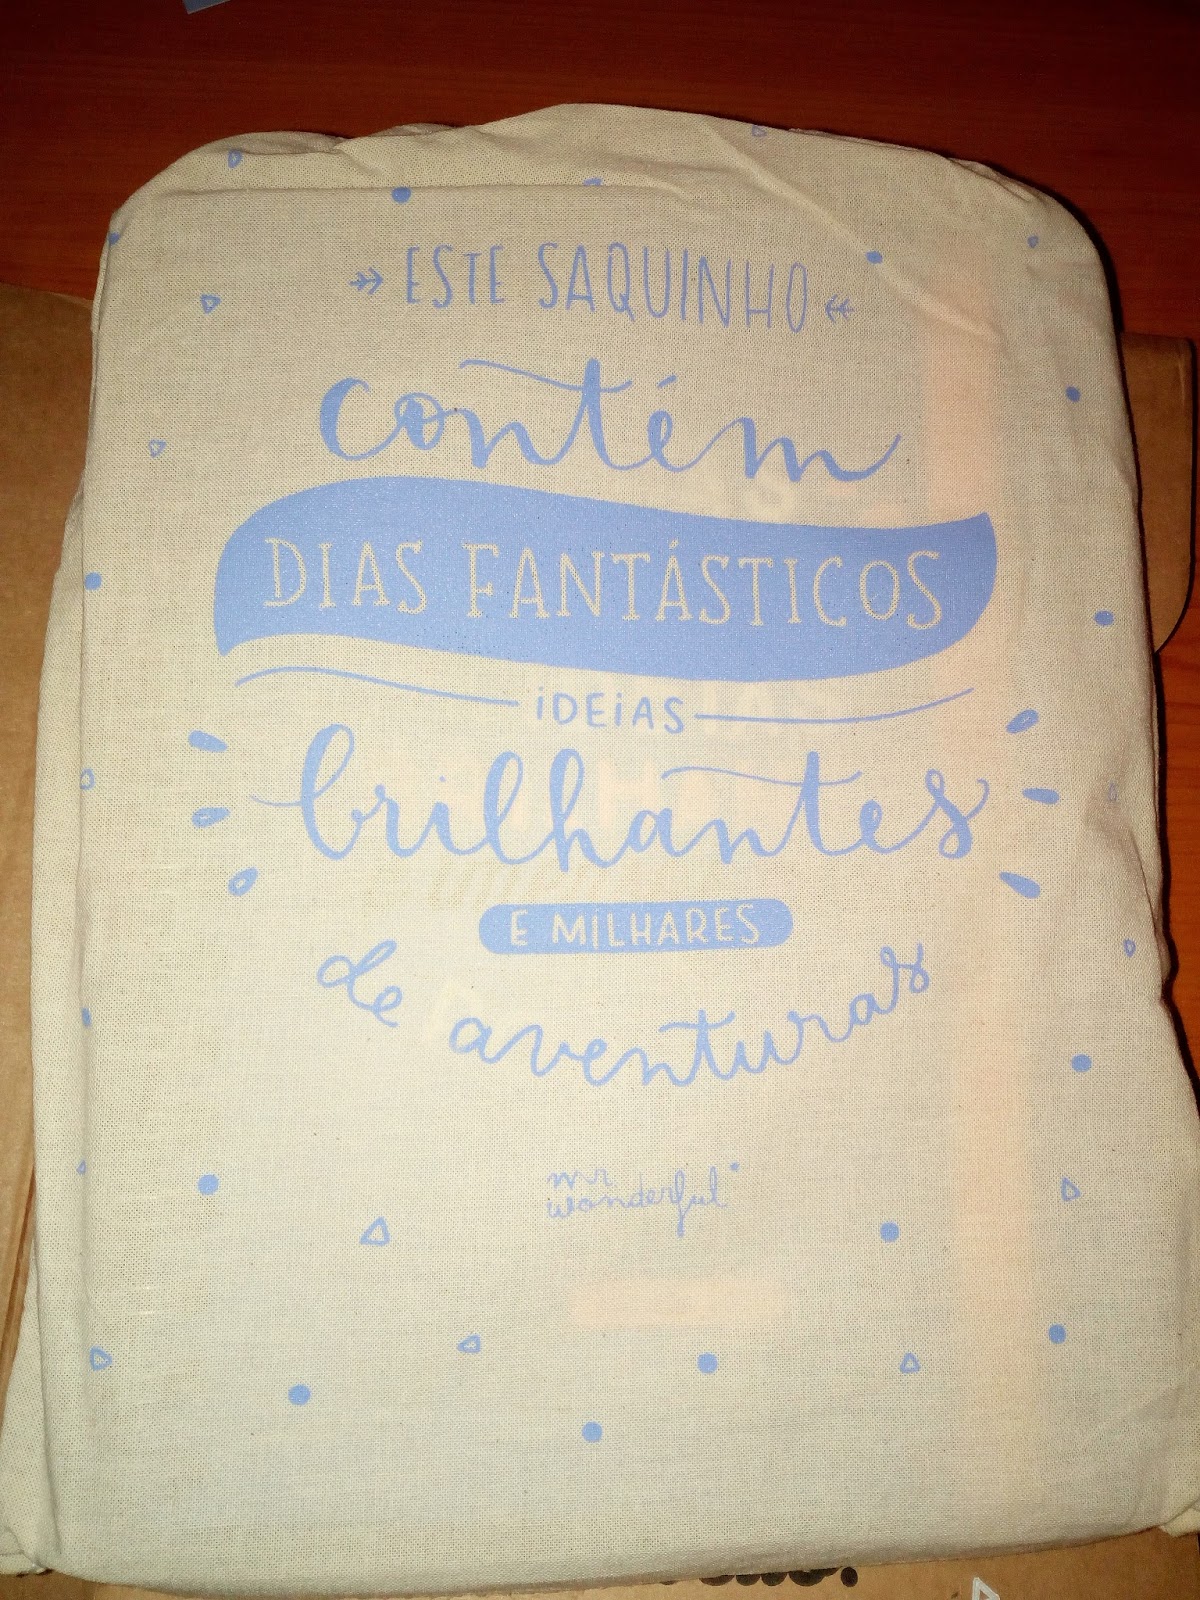 ESTE SAQUINHO
contém
DIAS FANTÁSTICOS
iDEiAS
brilhantes
E MiLHARES
de aventuras
mr
wonderful*